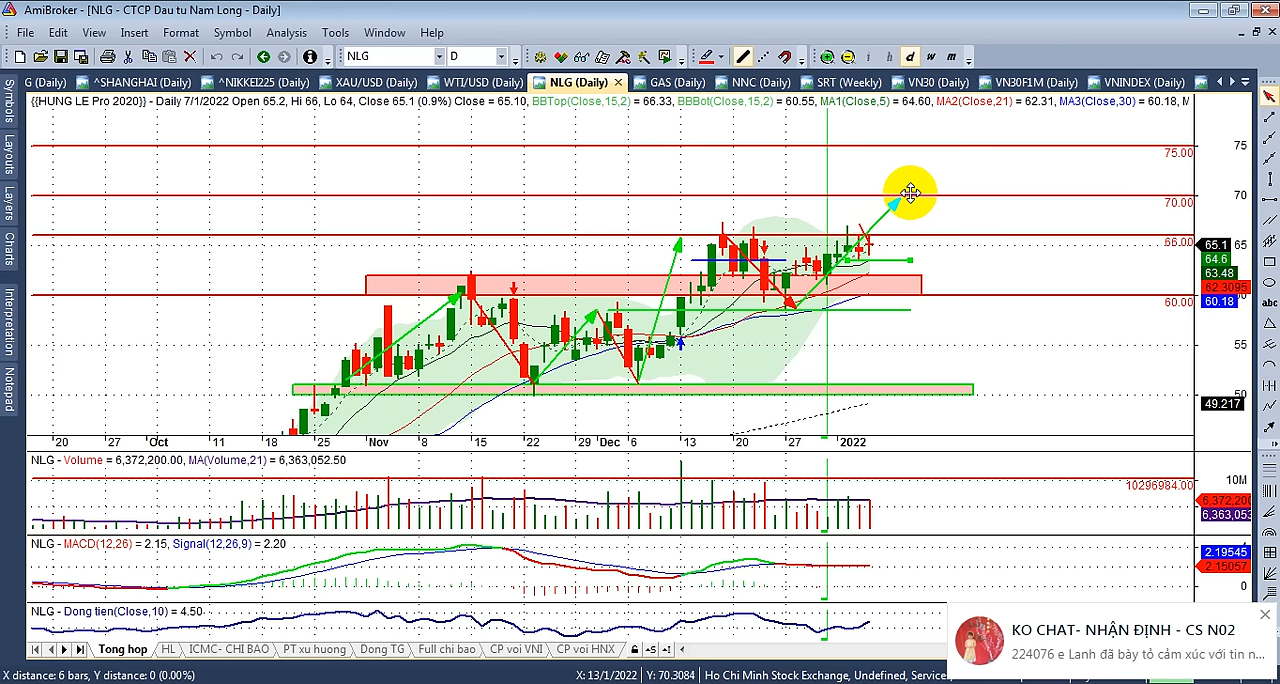 AmiBroker - [NLG - CTCP Dau tu Nam Long - Daily]
File Edit View Insert Format Symbol Analysis Tools Window Help
NLG D i h d w m
G (Daily) ^SHANGHAI (Daily) ^NIKKEI225 (Daily) XAU/USD (Daily) WTI/USD (Daily) NLG (Daily) GAS (Daily) NNC (Daily) SRT (Weekly) VN30 (Daily) VN30F1M (Daily) VNINDEX (Daily)
Symbols
Layouts
Layers
Charts
Interpretation
Notepad
{{HUNG LE Pro 2020}} - Daily 7/1/2022 Open 65.2, Hi 66, Lo 64, Close 65.1 (0.9%) Close = 65.10, BBTop(Close,15,2) = 66.33, BBBot(Close,15,2) = 60.55, MA1(Close,5) = 64.60, MA2(Close,21) = 62.31, MA3(Close,30) = 60.18, M
75.00 75
70.00 70
66.00 65
65.1
64.6
63.48
62.3095
60.00
60.18
55
50
49.217
abc
20 27 Oct 11 18 25 Nov 8 15 22 29 Dec 6 13 20 27 2022
NLG - Volume = 6,372,200.00, MA(Volume,21) = 6,363,052.50
10M
10296984.00
6,372,200
6,363,053
NLG - MACD(12,26) = 2.15, Signal(12,26,9) = 2.20
2.19545
2.15057
0
NLG - Dong tien(Close,10) = 4.50
KO CHAT- NHẬN ĐỊNH - CS N02
224076 e Lanh đã bày tỏ cảm xúc với tin n...
Tong hop HL ICMC- CHI BAO PT xu huong Dong TG Full chi bao CP voi VNI CP voi HNX
X distance: 6 bars, Y distance: 0 (0.00%) X: 13/1/2022 Y: 70.3084 Ho Chi Minh Stock Exchange, Undefined, Service